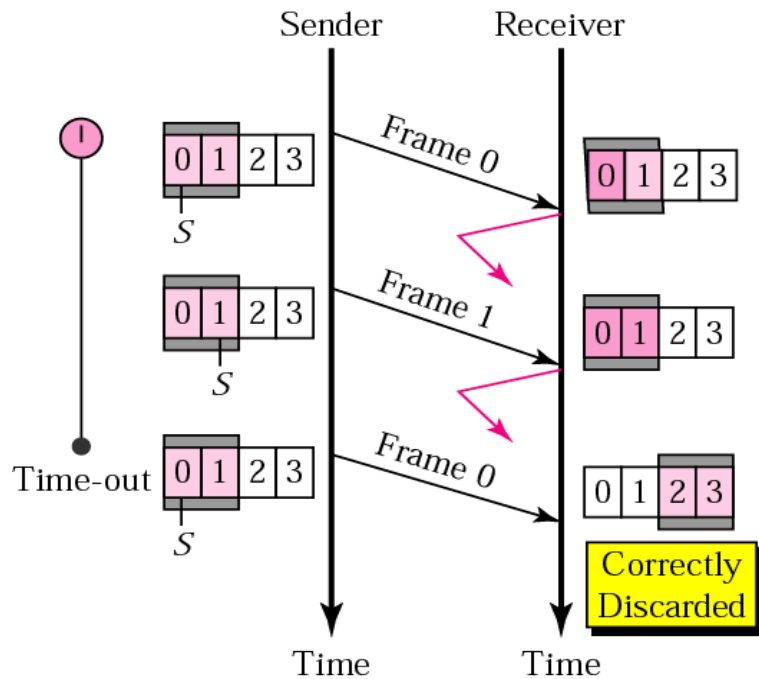 Sender Receiver
Frame 0
0 1 2 3
0 1 2 3
S
Frame 1
0 1 2 3
0 1 2 3
S
Frame 0
Time-out
0 1 2 3
0 1 2 3
S
Correctly
Discarded
Time Time